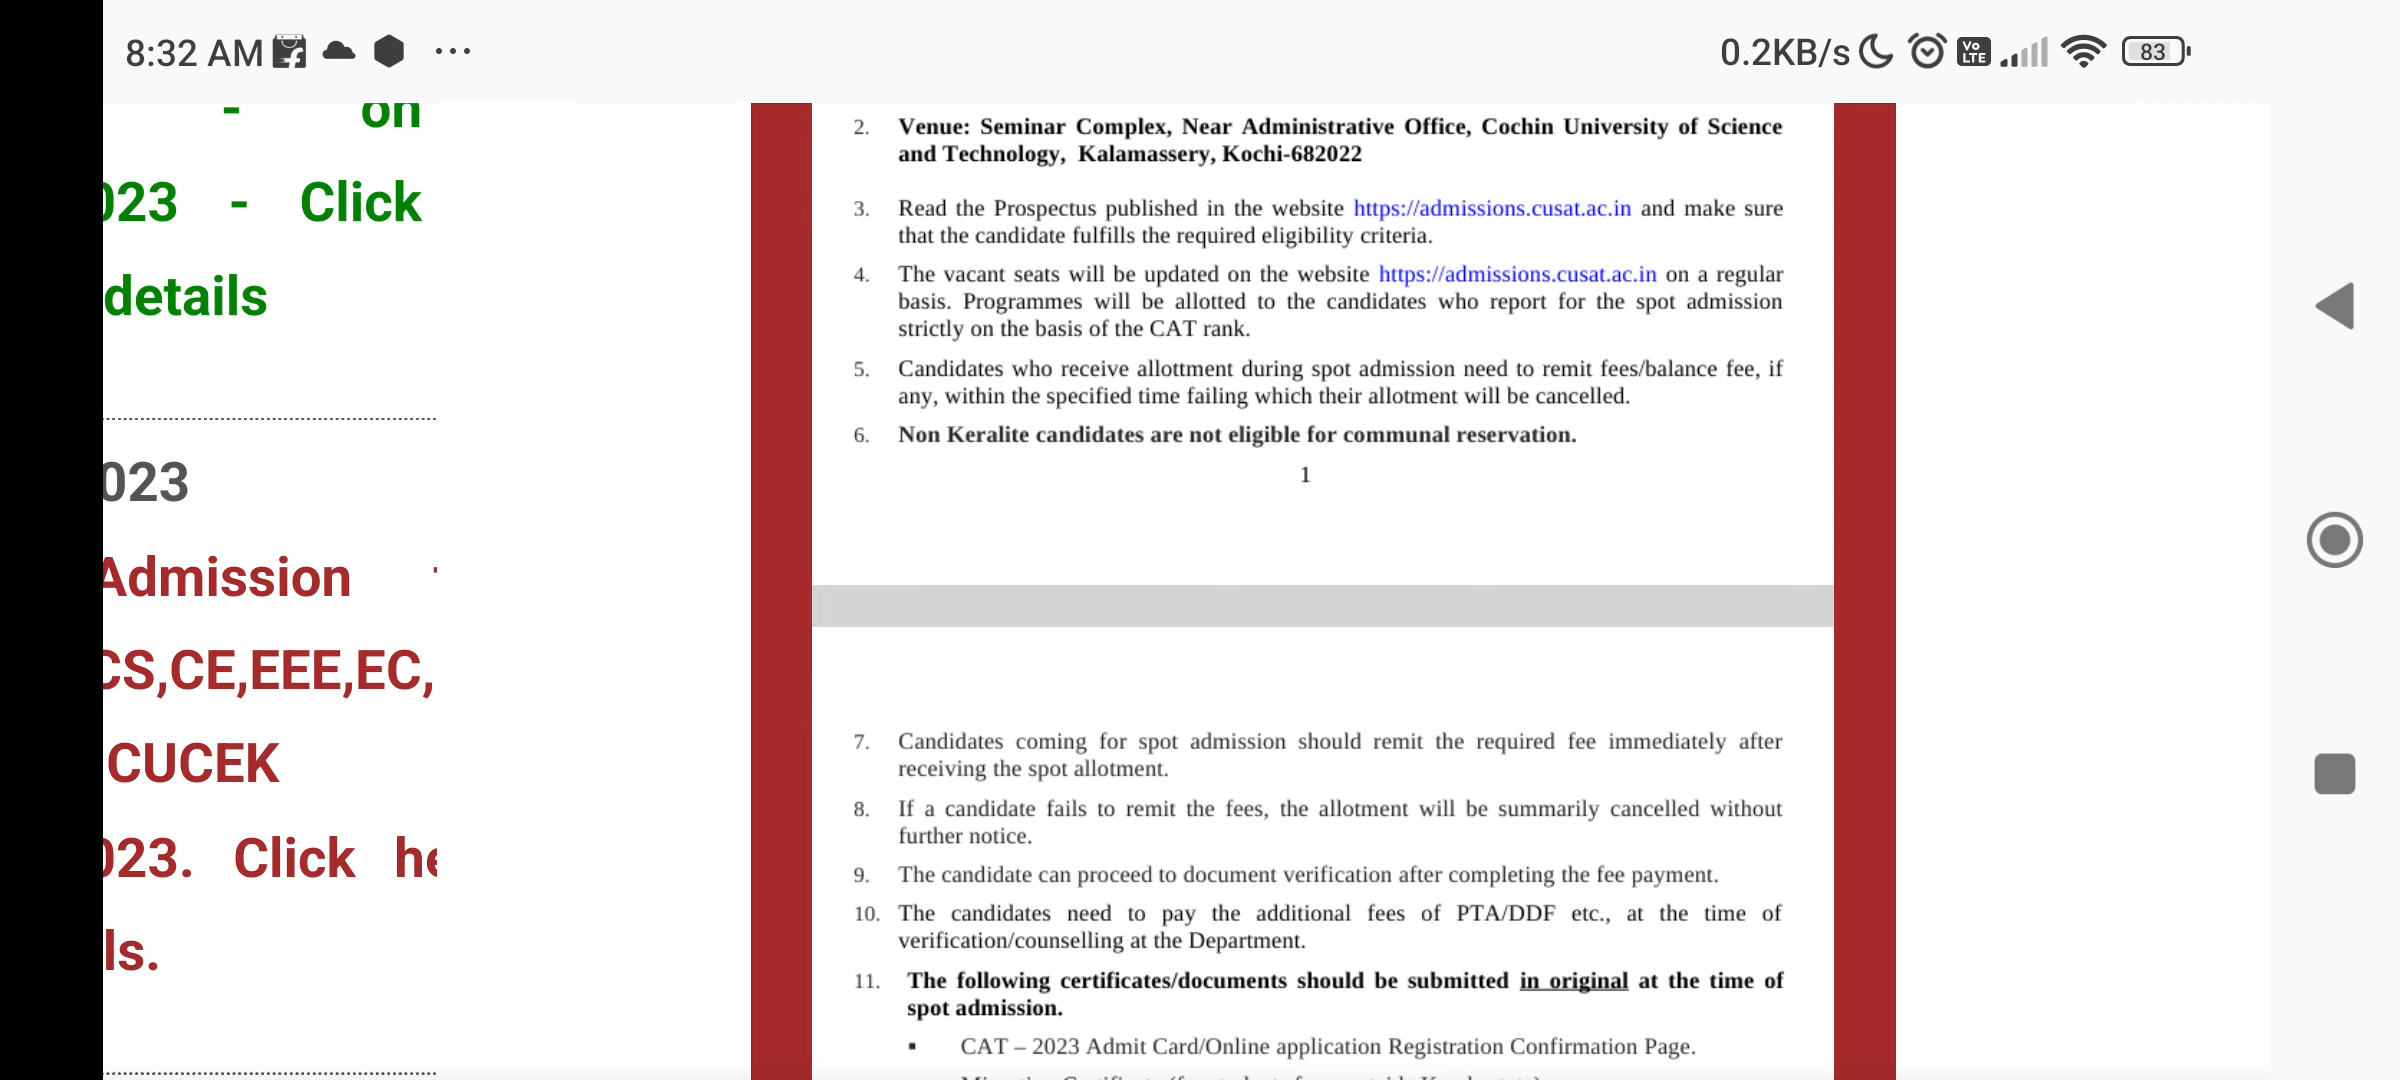 8:32 AM
0.2KB/s
Vo LTE
83
- on
023 - Click
details
023
Admission
CS,CE,EEE,EC,
CUCEK
023. Click he
ls.
2. Venue: Seminar Complex, Near Administrative Office, Cochin University of Science
and Technology, Kalamassery, Kochi-682022
3. Read the Prospectus published in the website https://admissions.cusat.ac.in and make sure
that the candidate fulfills the required eligibility criteria.
4. The vacant seats will be updated on the website https://admissions.cusat.ac.in on a regular
basis. Programmes will be allotted to the candidates who report for the spot admission
strictly on the basis of the CAT rank.
5. Candidates who receive allottment during spot admission need to remit fees/balance fee, if
any, within the specified time failing which their allotment will be cancelled.
6. Non Keralite candidates are not eligible for communal reservation.
1
7. Candidates coming for spot admission should remit the required fee immediately after
receiving the spot allotment.
8. If a candidate fails to remit the fees, the allotment will be summarily cancelled without
further notice.
9. The candidate can proceed to document verification after completing the fee payment.
10. The candidates need to pay the additional fees of PTA/DDF etc., at the time of
verification/counselling at the Department.
11. The following certificates/documents should be submitted in original at the time of
spot admission.
▪ CAT – 2023 Admit Card/Online application Registration Confirmation Page.